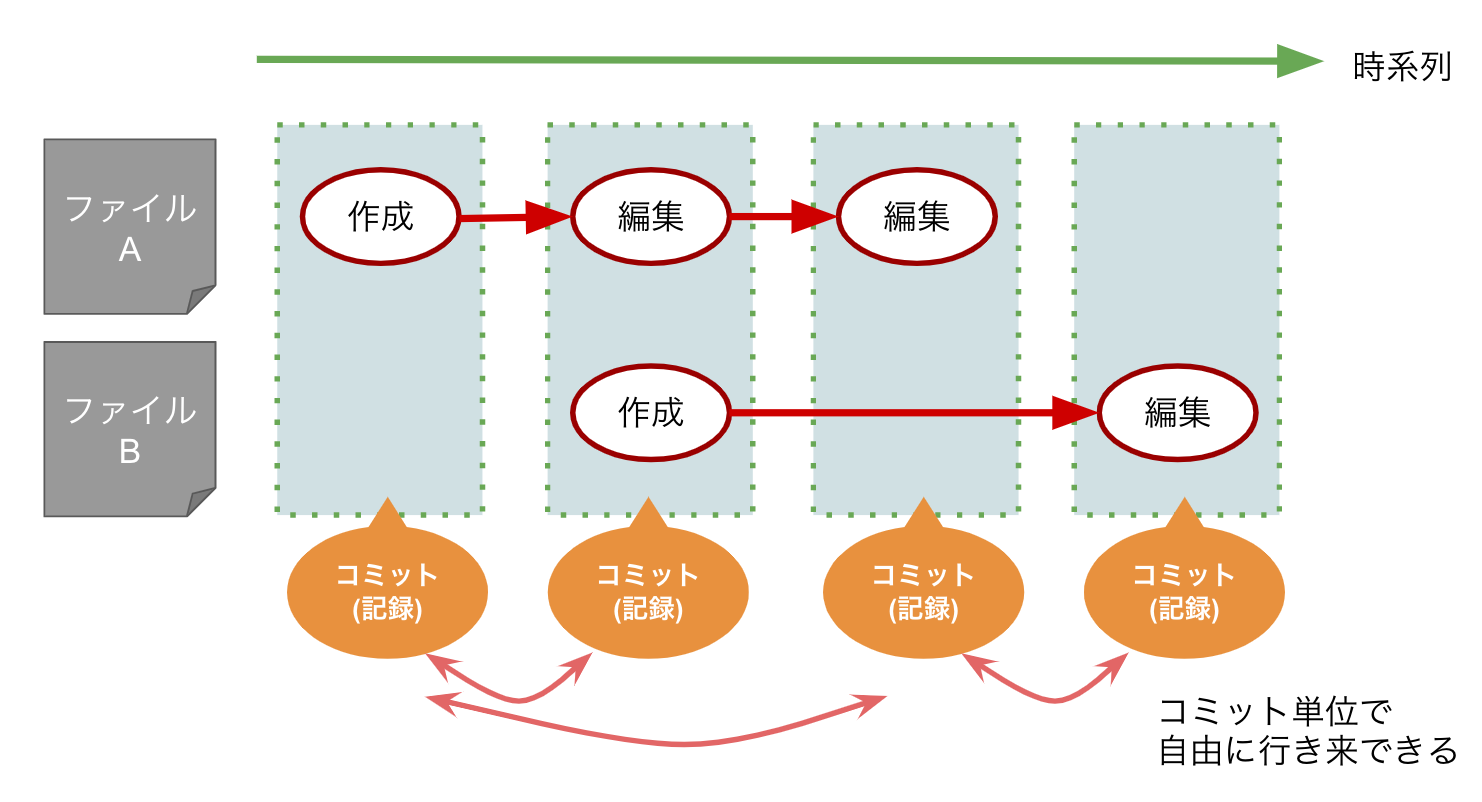 時系列
ファイル
A
作成
編集
編集
ファイル
B
作成
編集
コミット
(記録)
コミット
(記録)
コミット
(記録)
コミット
(記録)
コミット単位で
自由に行き来できる